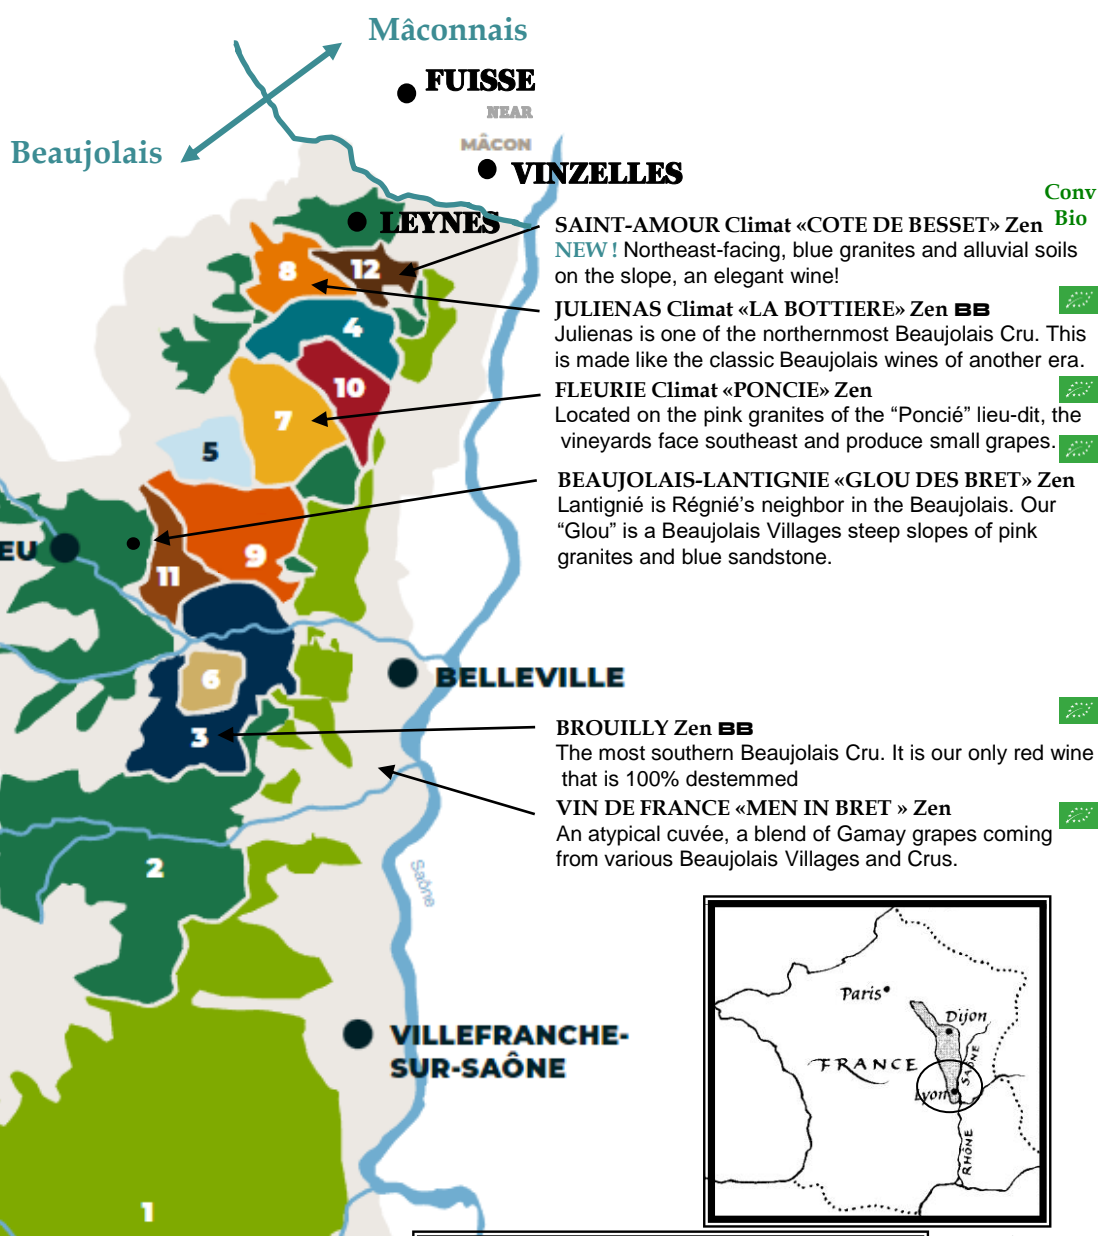 Mâconnais
FUISSE
NEAR
MÂCON
Beaujolais
VINZELLES
LEYNES
Conv
Bio
SAINT-AMOUR Climat «COTE DE BESSET» Zen
NEW ! Northeast-facing, blue granites and alluvial soils
on the slope, an elegant wine!
JULIENAS Climat «LA BOTTIERE» Zen BB
Julienas is one of the northernmost Beaujolais Cru. This
is made like the classic Beaujolais wines of another era.
FLEURIE Climat «PONCIE» Zen
Located on the pink granites of the “Poncié” lieu-dit, the
vineyards face southeast and produce small grapes.
BEAUJOLAIS-LANTIGNIE «GLOU DES BRET» Zen
Lantignié is Régnié’s neighbor in the Beaujolais. Our
“Glou” is a Beaujolais Villages steep slopes of pink
granites and blue sandstone.
8
12
4
10
7
5
EU
9
11
6
BELLEVILLE
3
BROUILLY Zen BB
The most southern Beaujolais Cru. It is our only red wine
that is 100% destemmed
VIN DE FRANCE «MEN IN BRET » Zen
An atypical cuvée, a blend of Gamay grapes coming
from various Beaujolais Villages and Crus.
2
Saône
VILLEFRANCHE-
SUR-SAÔNE
1
Paris
Dijon
FRANCE
SAÔNE
Lyon
RHÔNE